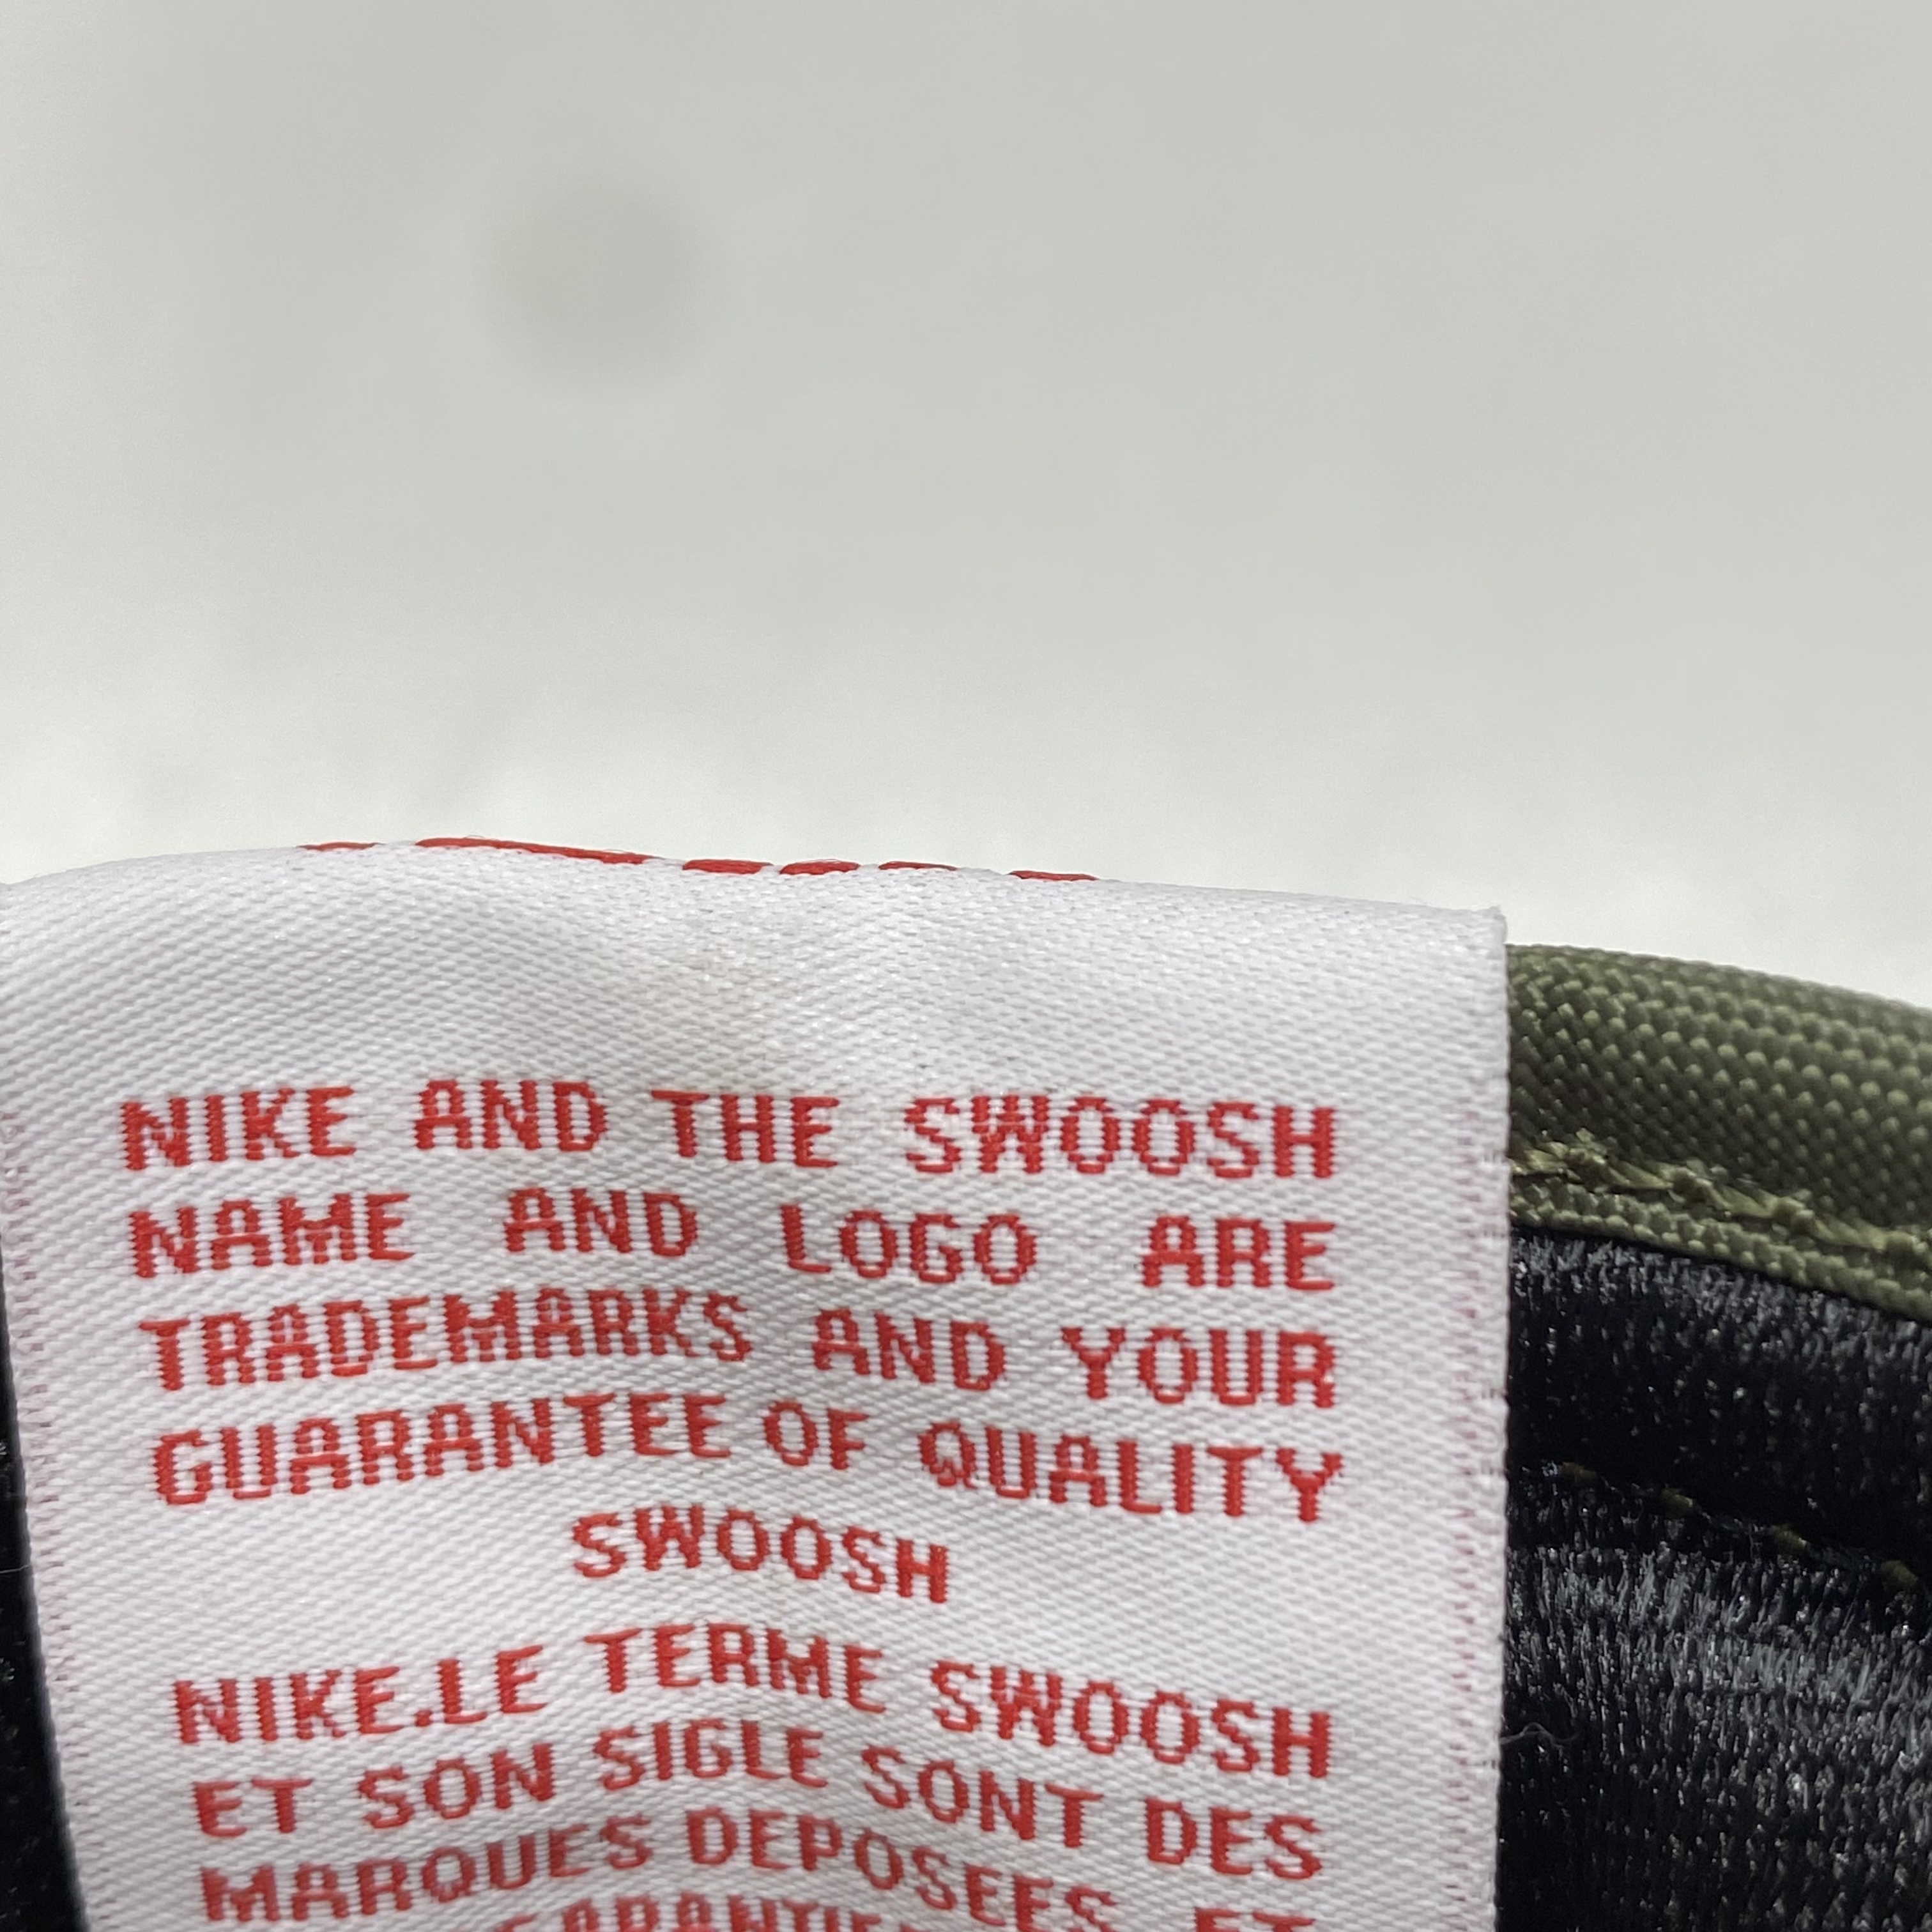 NIKE AND THE SWOOSH
NAME AND LOGO ARE
TRADEMARKS AND YOUR
GUARANTEE OF QUALITY
SWOOSH
NIKE.LE TERME SWOOSH
ET SON SIGLE SONT DES
MARQUES DEPOSEES ET